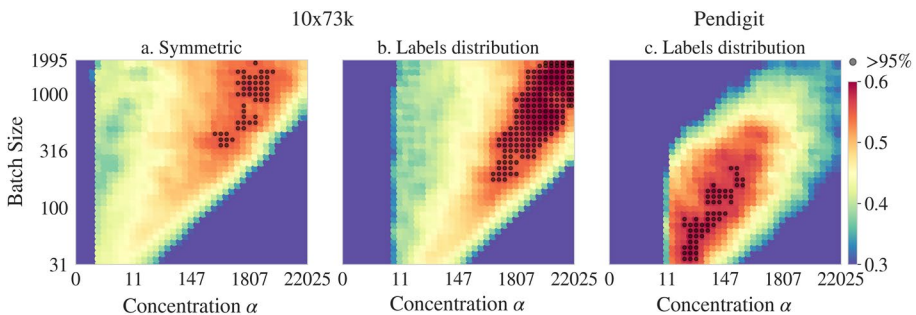 10x73k
Pendigit
a. Symmetric
b. Labels distribution
c. Labels distribution
>95%
Batch Size
1995
1000
316
100
31
0 11 147 1807 22025
0 11 147 1807 22025
0 11 147 1807 22025
0.6
0.5
0.4
0.3
Concentration α
Concentration α
Concentration α